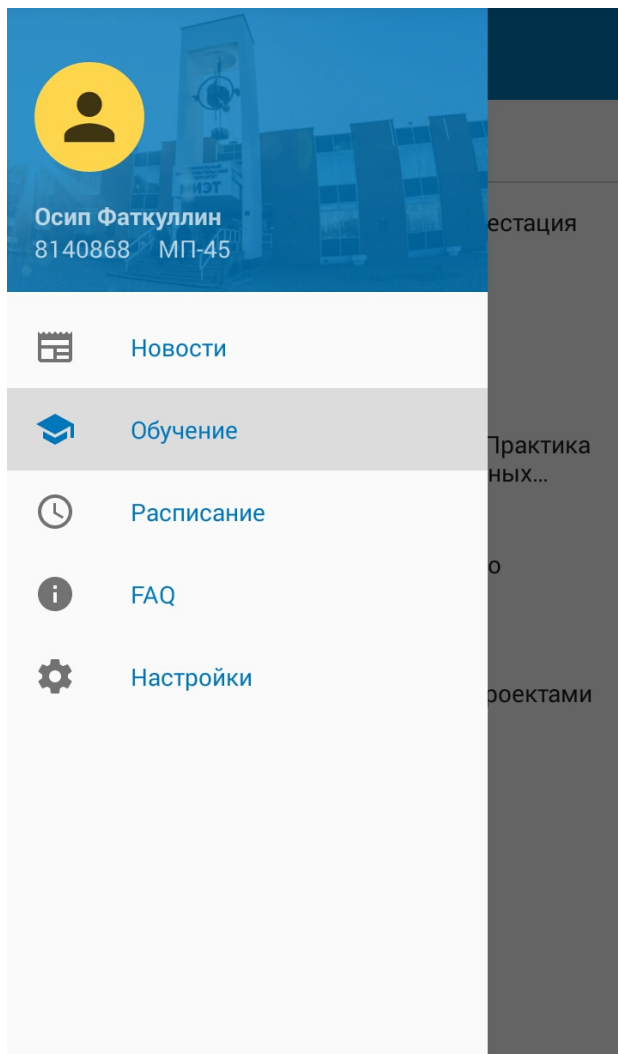 Осип Фаткуллин
8140868 МП-45
Новости
Обучение
Расписание
FAQ
Настройки
естация
Практика
ных...
о
роектами